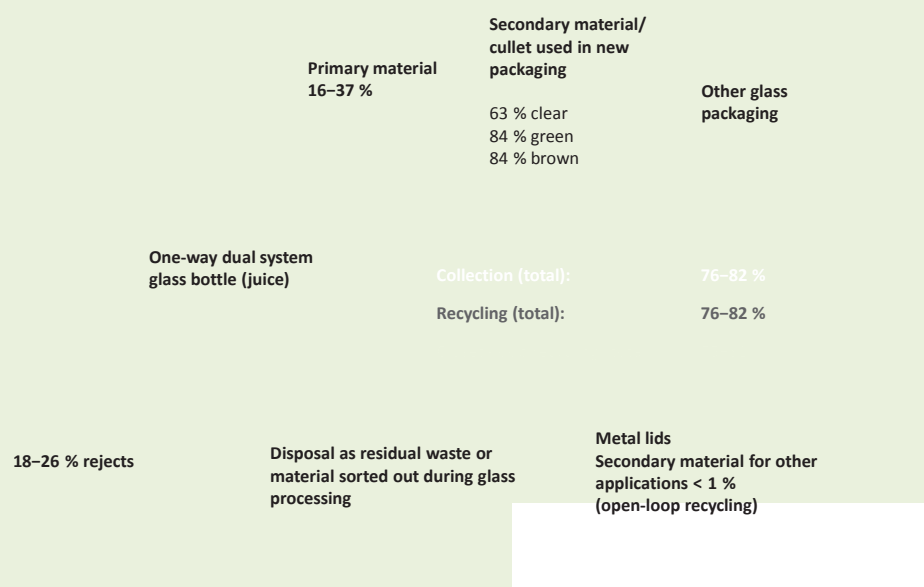 Secondary material/
cullet used in new
packaging
Primary material
16–37 %
Other glass
packaging
63 % clear
84 % green
84 % brown
One-way dual system
glass bottle (juice)
Collection (total): 76–82 %
Recycling (total): 76–82 %
18–26 % rejects
Disposal as residual waste or
material sorted out during glass
processing
Metal lids
Secondary material for other
applications < 1 %
(open-loop recycling)